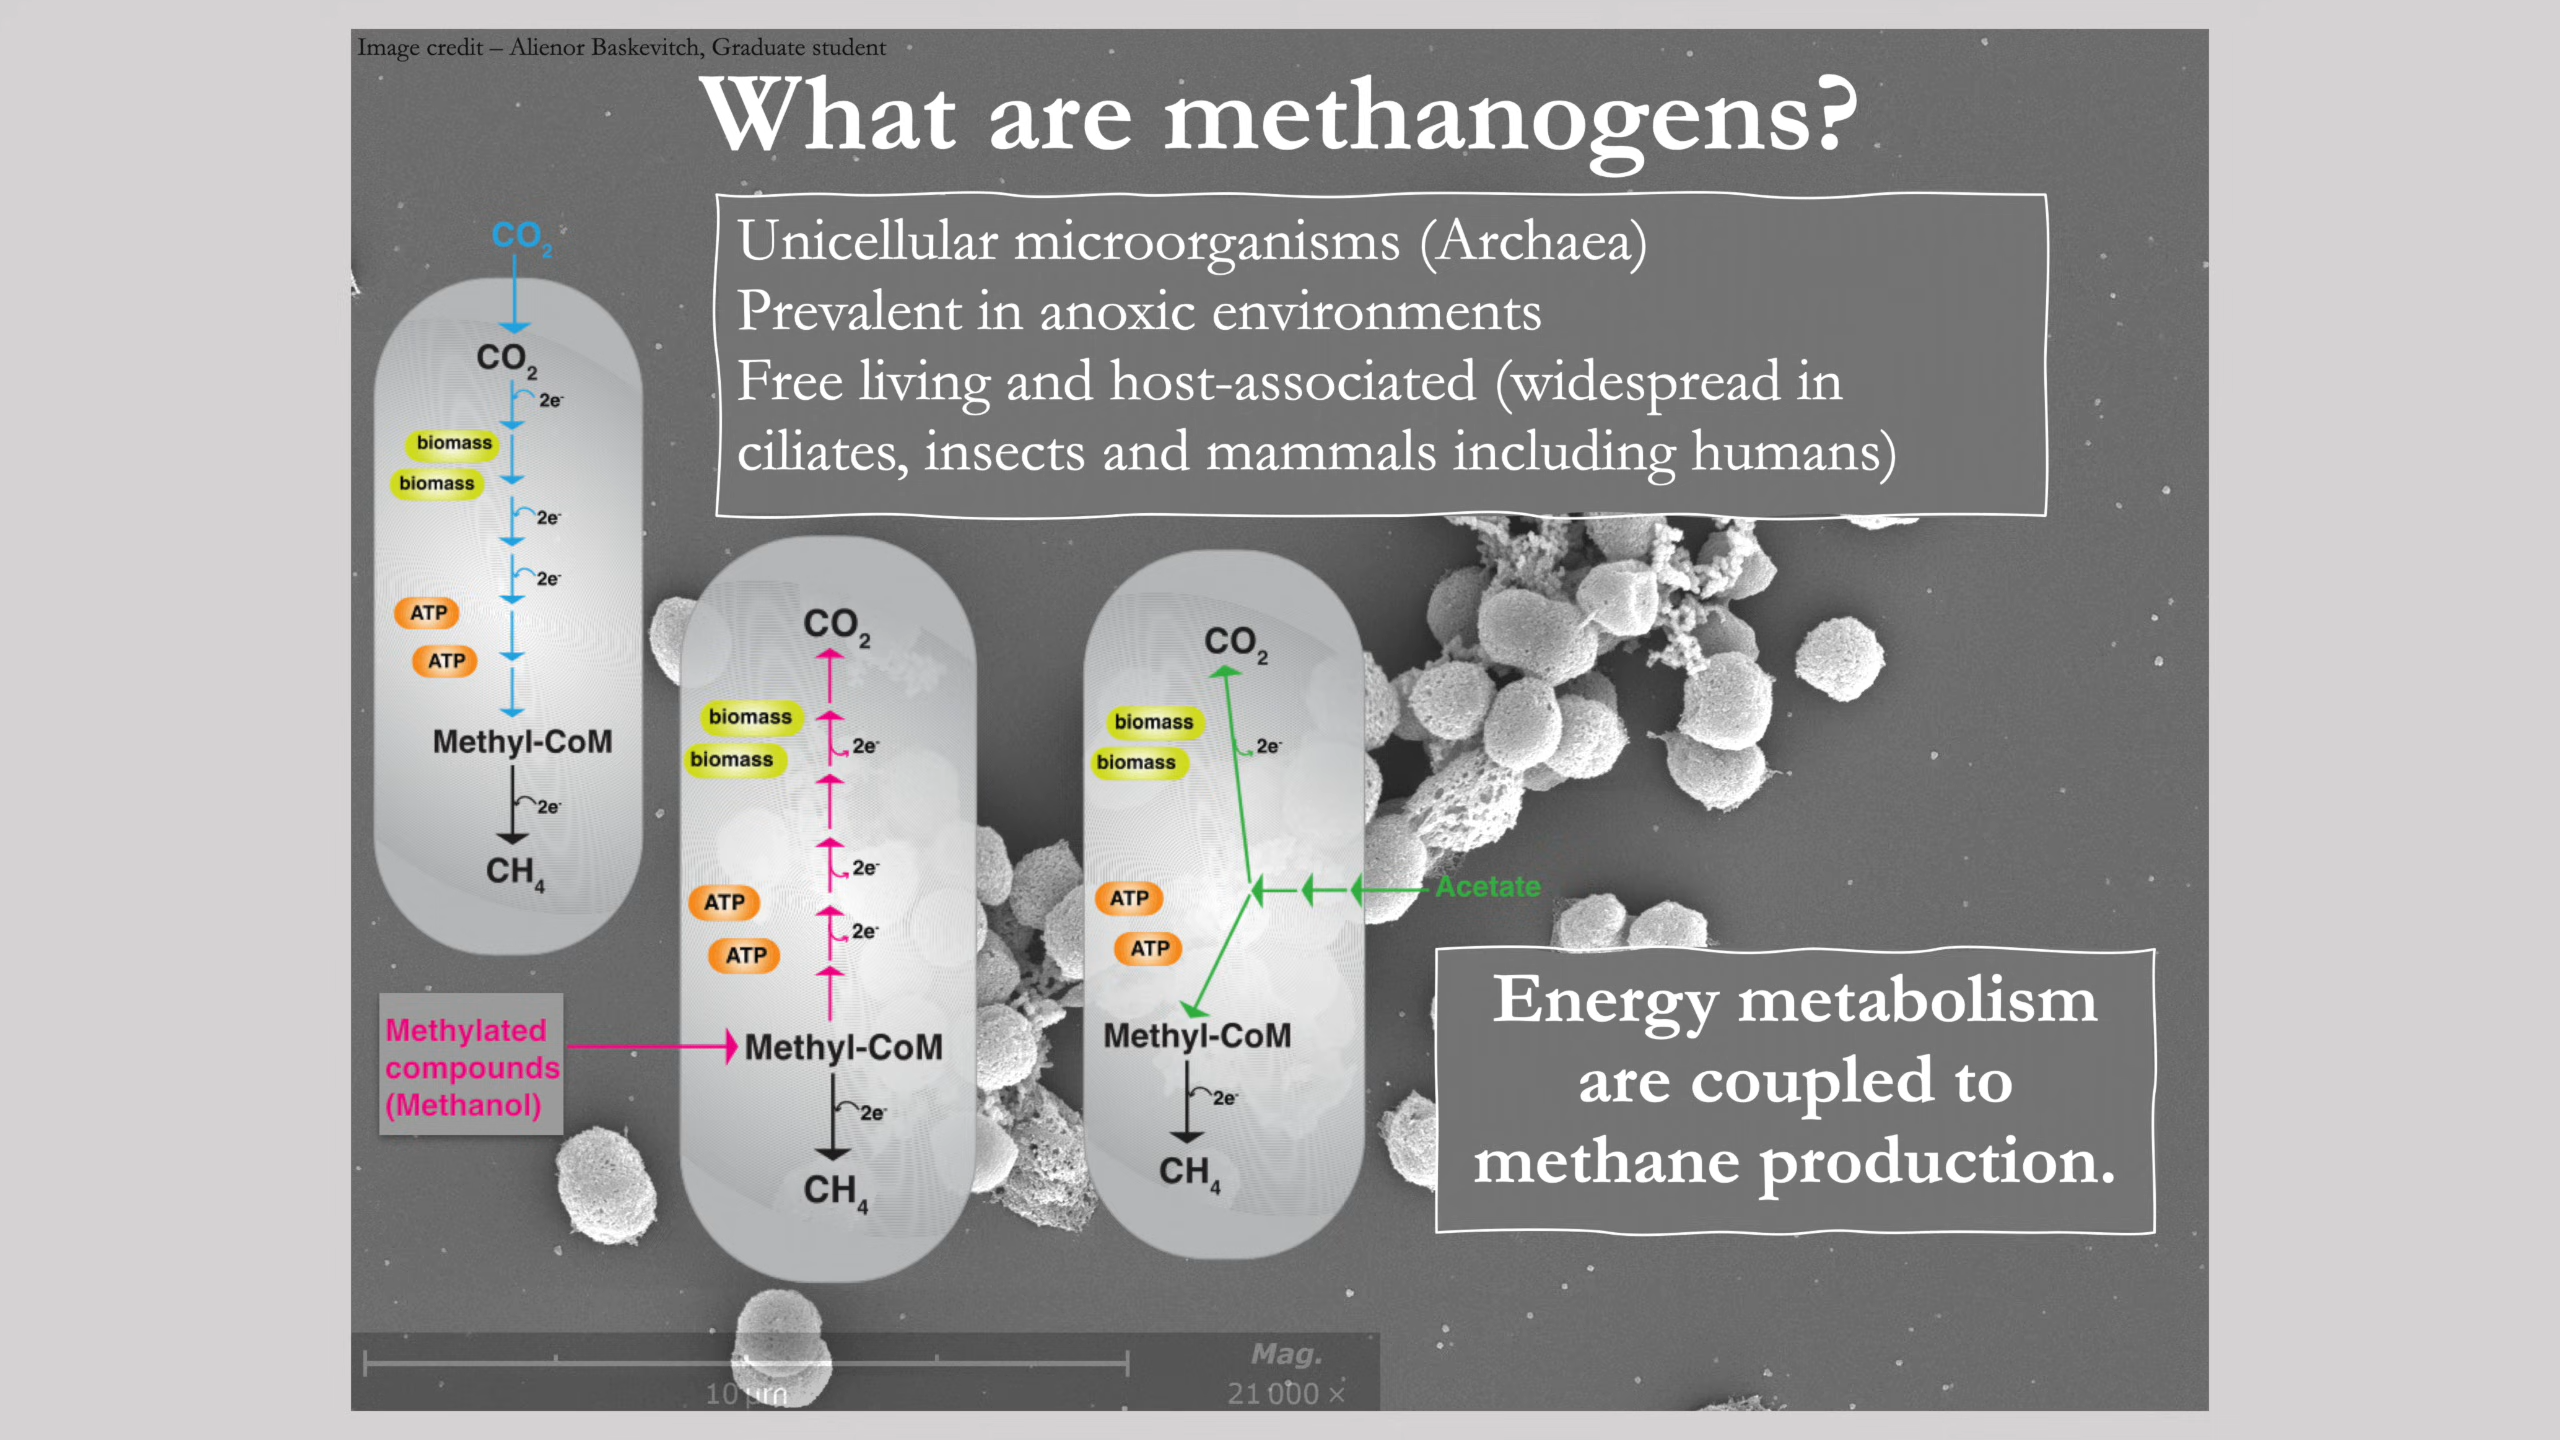 Image credit – Alienor Baskevitch, Graduate student
What are methanogens?
Unicellular microorganisms (Archaea)
Prevalent in anoxic environments
Free living and host-associated (widespread in
ciliates, insects and mammals including humans)
CO2
CO2
2e-
biomass
biomass
2e-
2e-
ATP
ATP
Methyl-CoM
2e-
CH4
Methylated
compounds
(Methanol)
CO2
biomass
2e-
biomass
2e-
ATP
2e-
ATP
Methyl-CoM
2e-
CH4
CO2
biomass
2e-
biomass
Acetate
ATP
ATP
Methyl-CoM
2e-
CH4
Energy metabolism
are coupled to
methane production.
10 µm
Mag.
21 000 ×